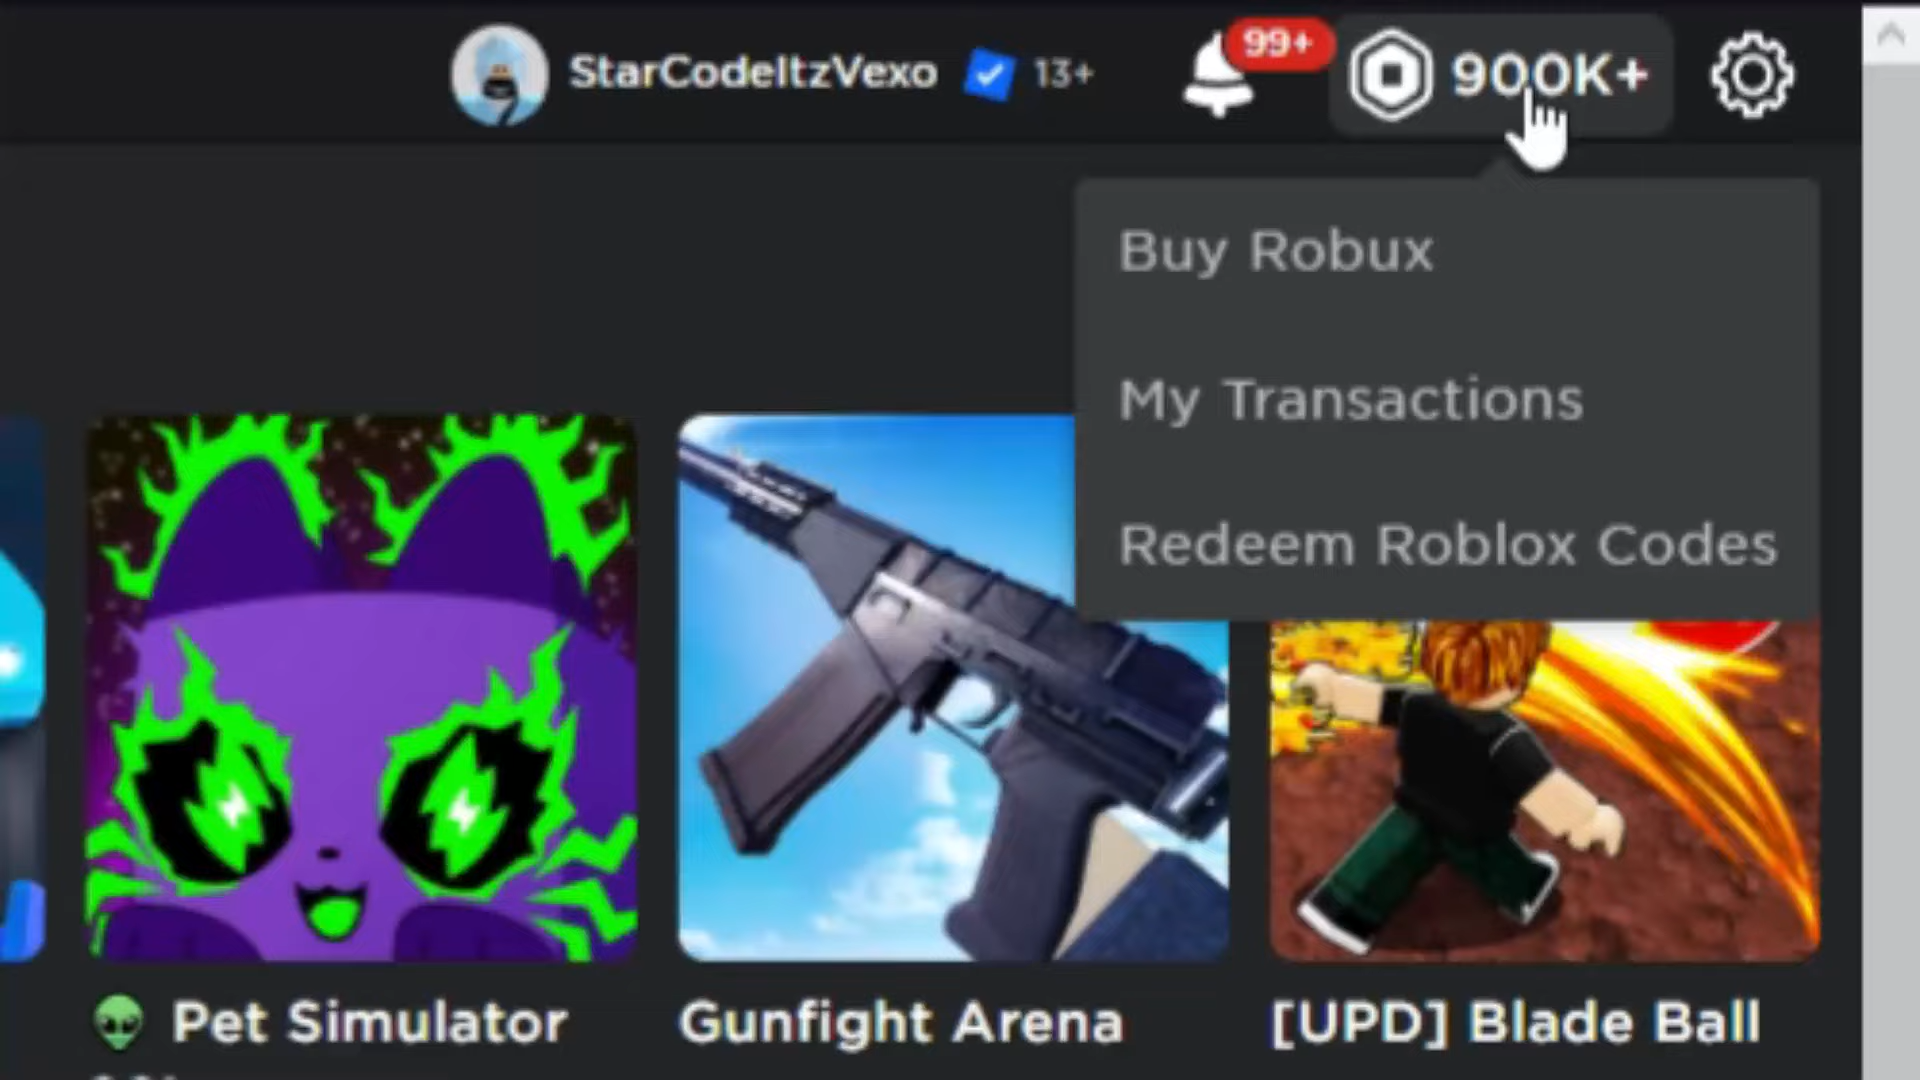 StarCodeItzVexo 13+ 99+ 900K+
Buy Robux
My Transactions
Redeem Roblox Codes
Pet Simulator
Gunfight Arena
[UPD] Blade Ball